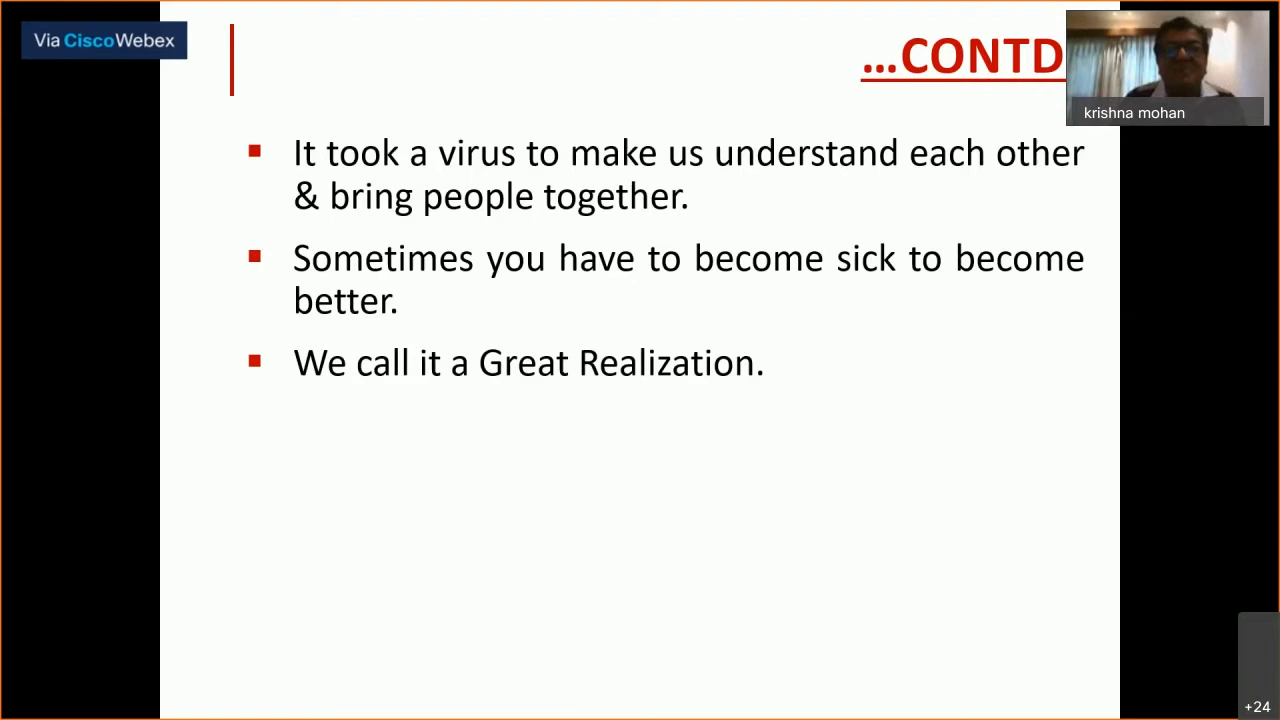 Via CiscoWebex
...CONTD
krishna mohan
▪ It took a virus to make us understand each other
& bring people together.
▪ Sometimes you have to become sick to become
better.
▪ We call it a Great Realization.
+24